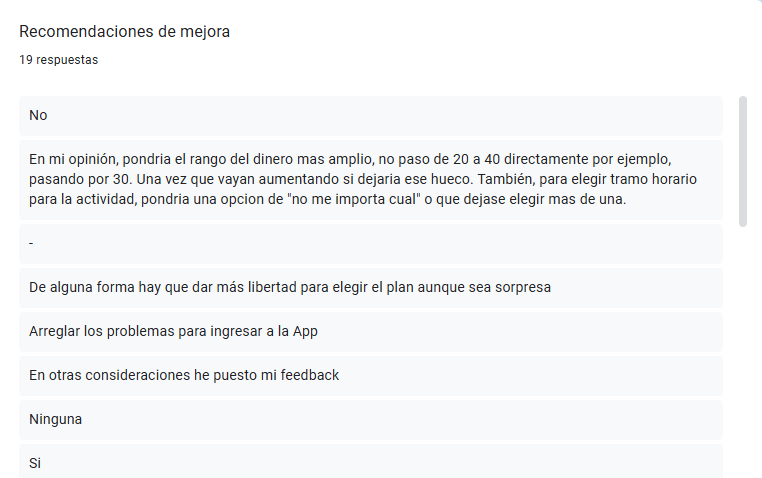 Recomendaciones de mejora
19 respuestas
No
En mi opinión, pondria el rango del dinero mas amplio, no paso de 20 a 40 directamente por ejemplo,
pasando por 30. Una vez que vayan aumentando si dejaria ese hueco. También, para elegir tramo horario
para la actividad, pondria una opcion de "no me importa cual" o que dejase elegir mas de una.
-
De alguna forma hay que dar más libertad para elegir el plan aunque sea sorpresa
Arreglar los problemas para ingresar a la App
En otras consideraciones he puesto mi feedback
Ninguna
Si